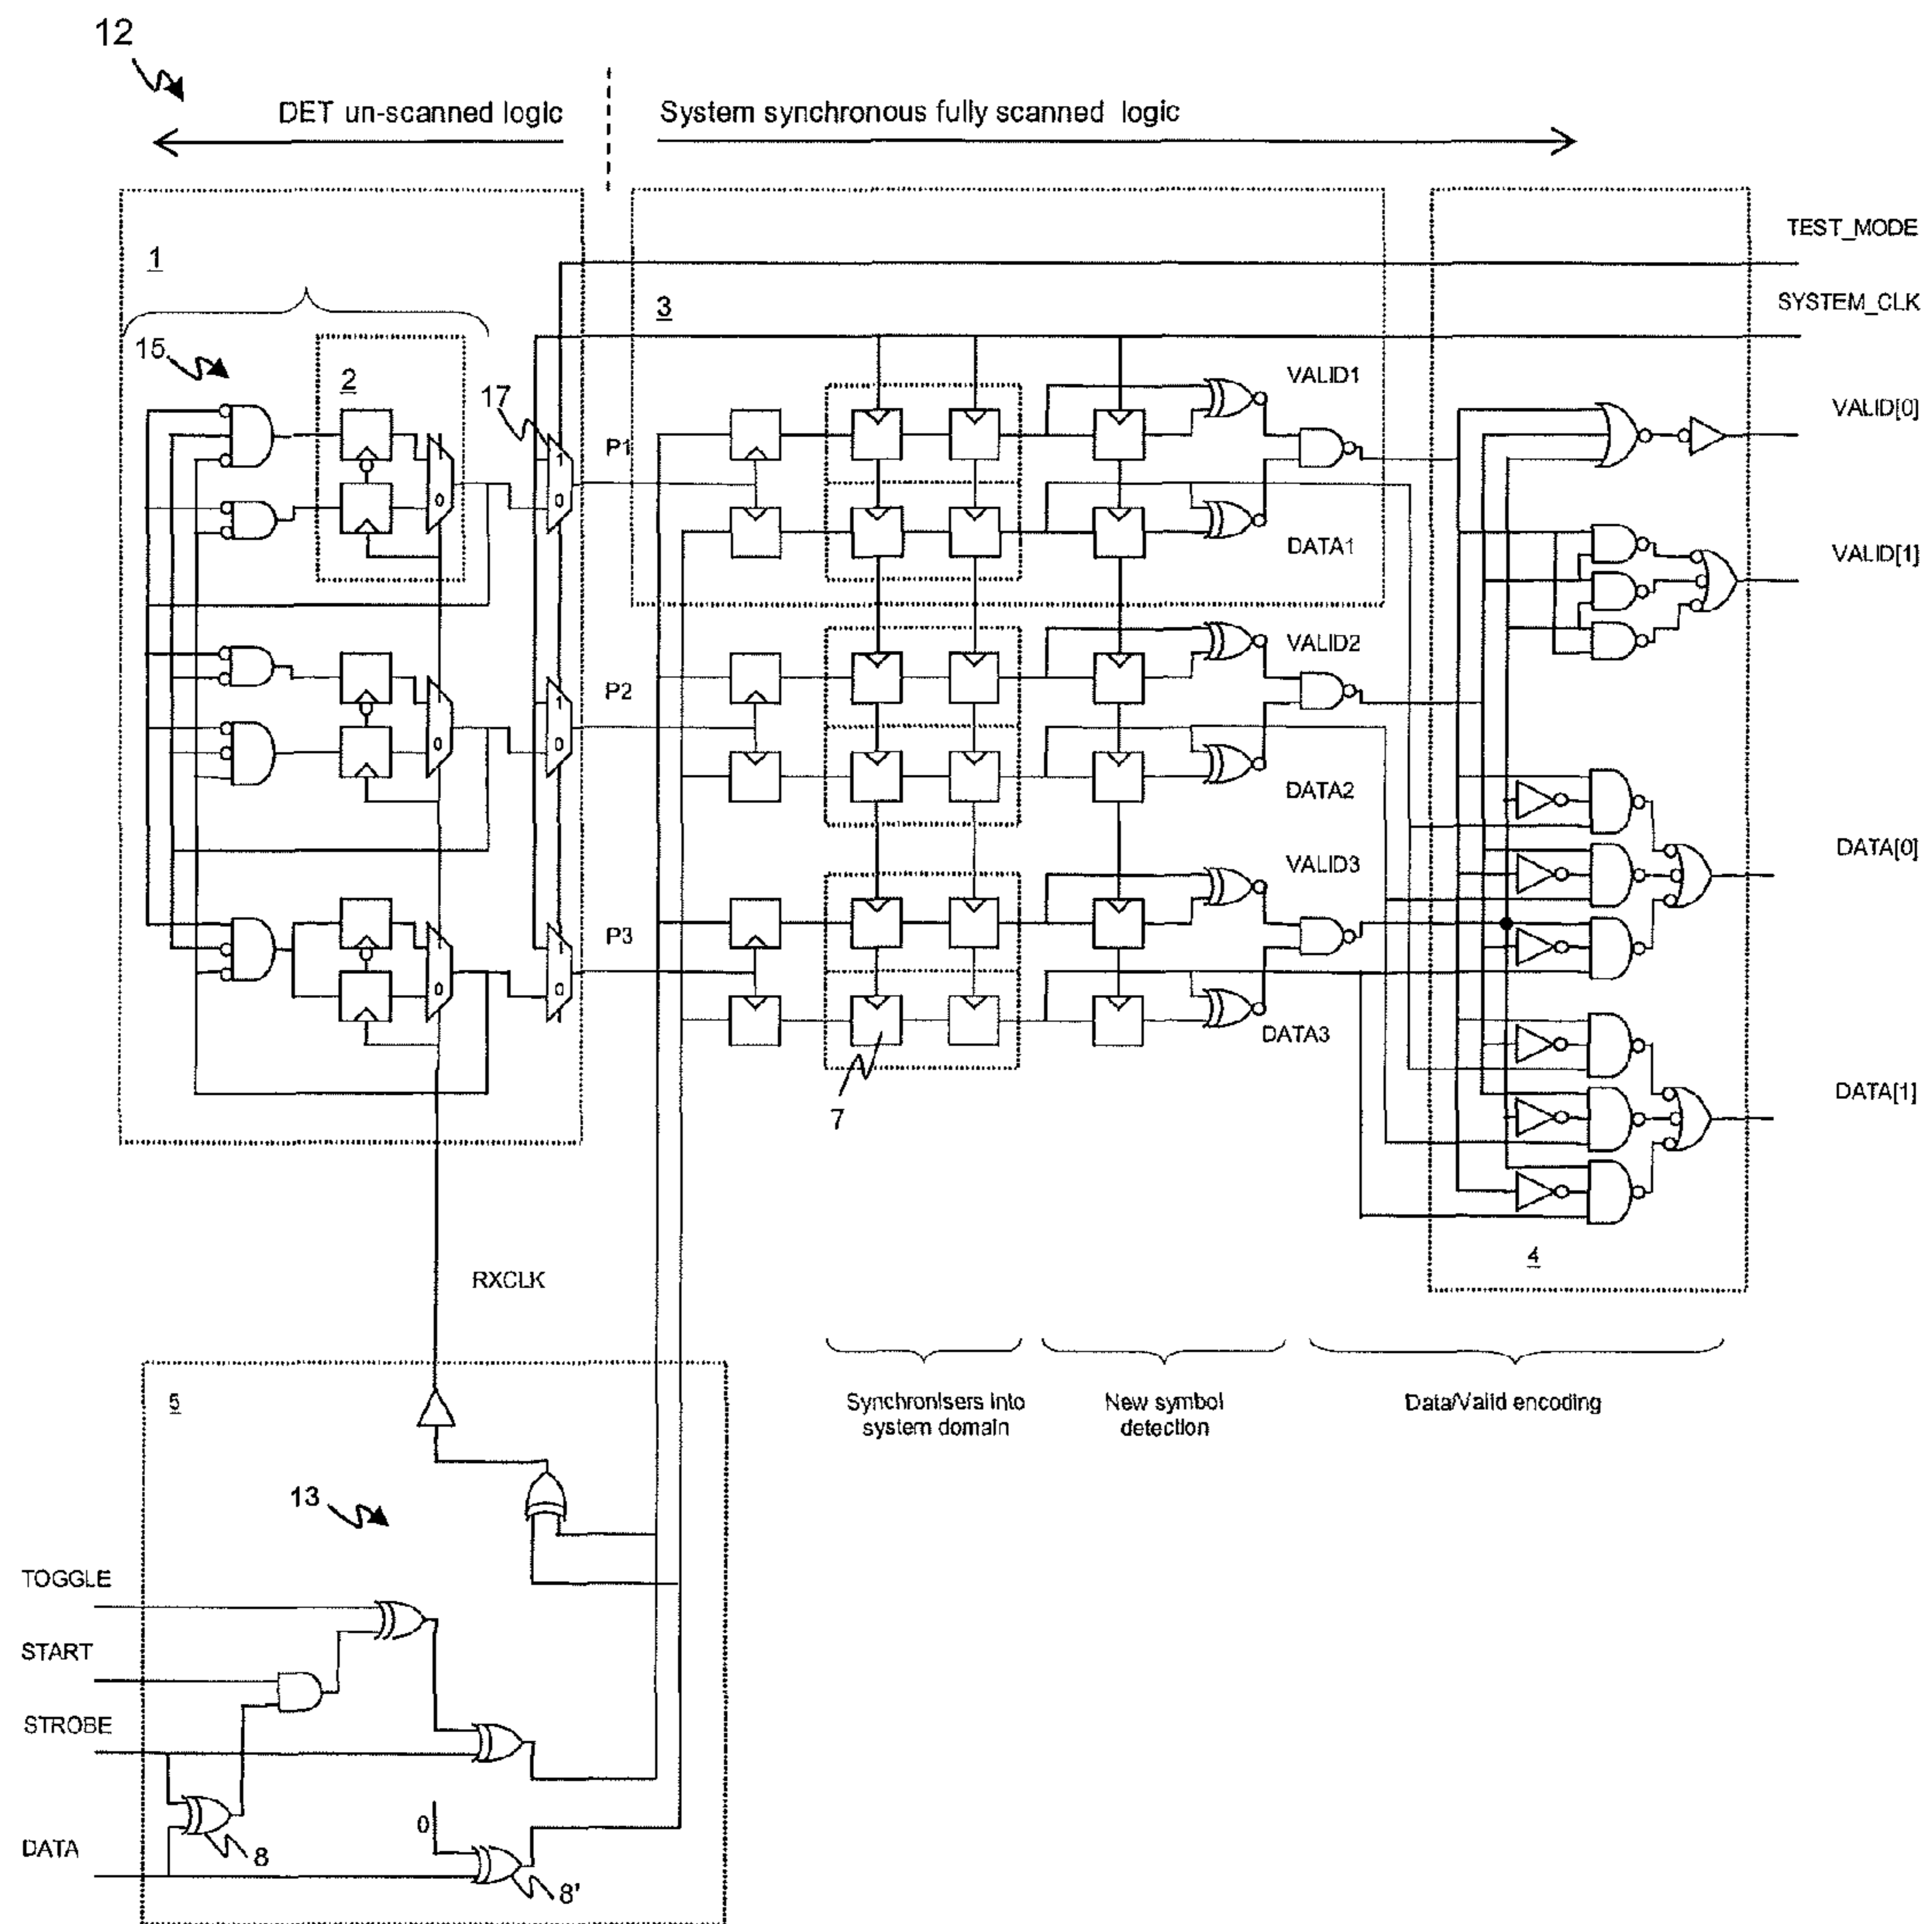 12
DET un-scanned logic
System synchronous fully scanned logic
TEST_MODE
1
SYSTEM_CLK
3
15
2
17
VALID1
VALID[0]
1
1
P1
0
0
DATA1
VALID[1]
VALID2
1
1
P2
0
0
DATA2
DATA[0]
VALID3
1
1
P3
0
0
DATA3
7
DATA[1]
4
RXCLK
5
Synchronisers into
system domain
New symbol
detection
Data/Valid encoding
13
TOGGLE
START
STROBE
0
DATA
8
8'